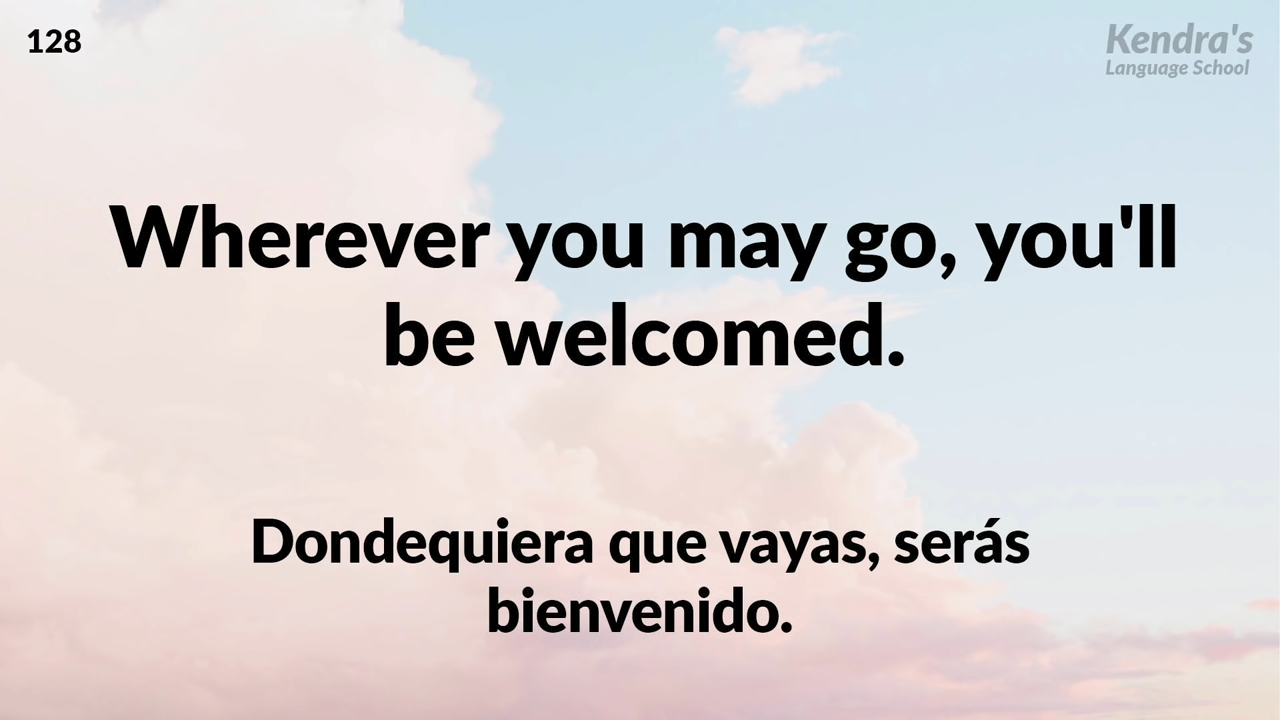 128
Kendra's
Language School
Wherever you may go, you'll
be welcomed.
Dondequiera que vayas, serás
bienvenido.